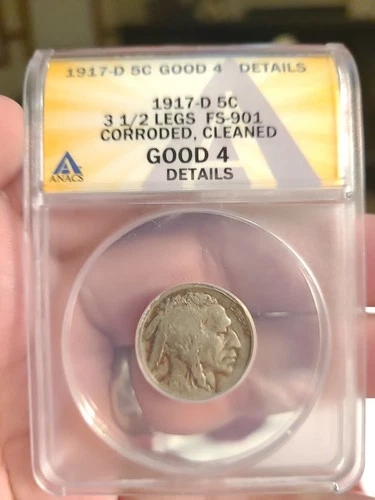 1917-D 5C GOOD 4 DETAILS
1917-D 5C
3 1/2 LEGS FS-901
CORRODED, CLEANED
GOOD 4
DETAILS
ANACS